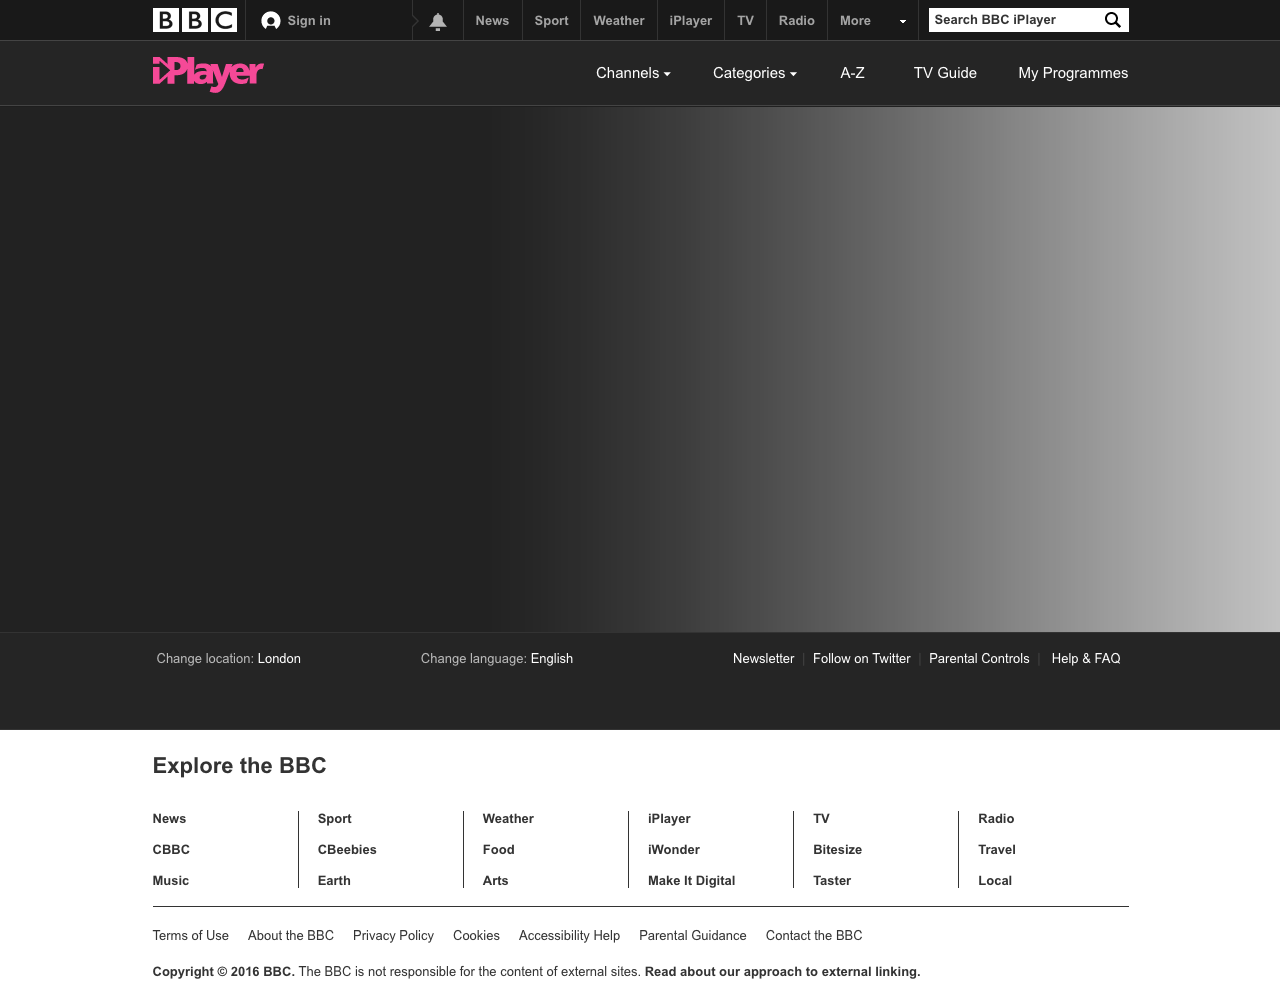 BBC Sign in News Sport Weather iPlayer TV Radio More Search BBC iPlayer
iPlayer Channels Categories A-Z TV Guide My Programmes
Change location: London Change language: English Newsletter | Follow on Twitter | Parental Controls | Help & FAQ
Explore the BBC
News Sport Weather iPlayer TV Radio
CBBC CBeebies Food iWonder Bitesize Travel
Music Earth Arts Make It Digital Taster Local
Terms of Use About the BBC Privacy Policy Cookies Accessibility Help Parental Guidance Contact the BBC
Copyright © 2016 BBC. The BBC is not responsible for the content of external sites. Read about our approach to external linking.